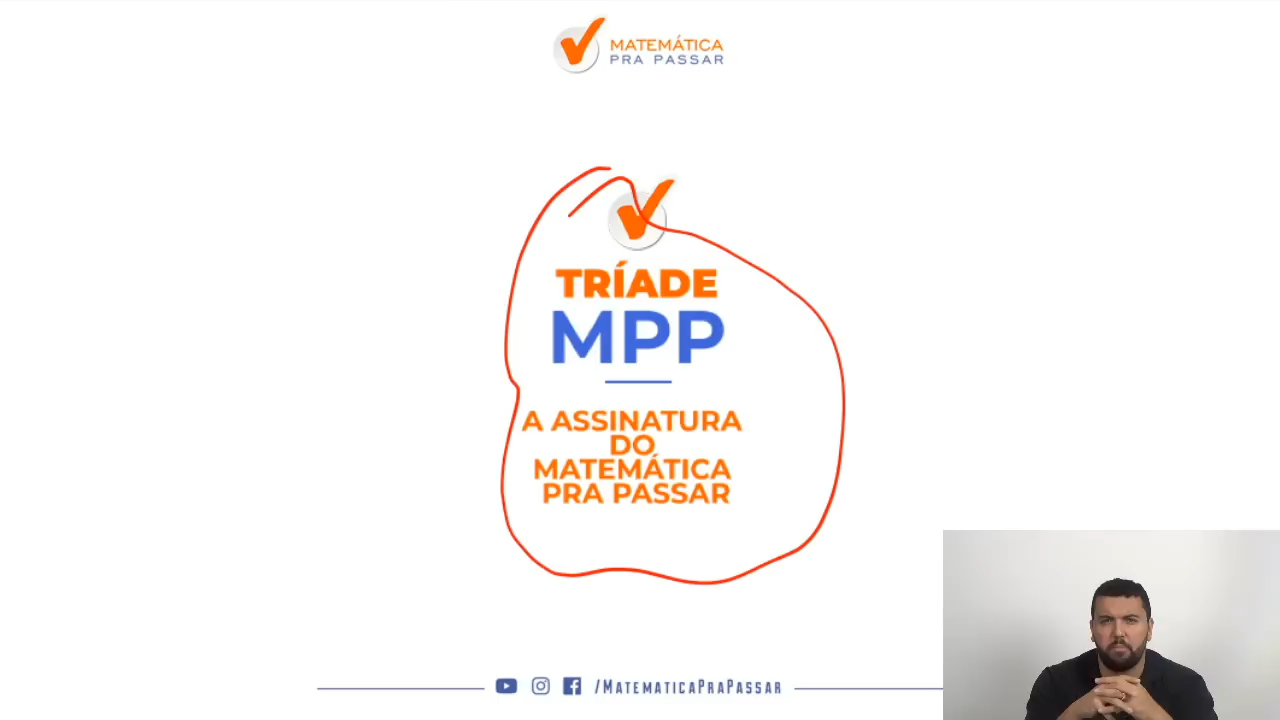 MATEMÁTICA
PRA PASSAR
TRÍADE
MPP
A ASSINATURA
DO
MATEMÁTICA
PRA PASSAR
/MATEMATICAPRAPASSAR